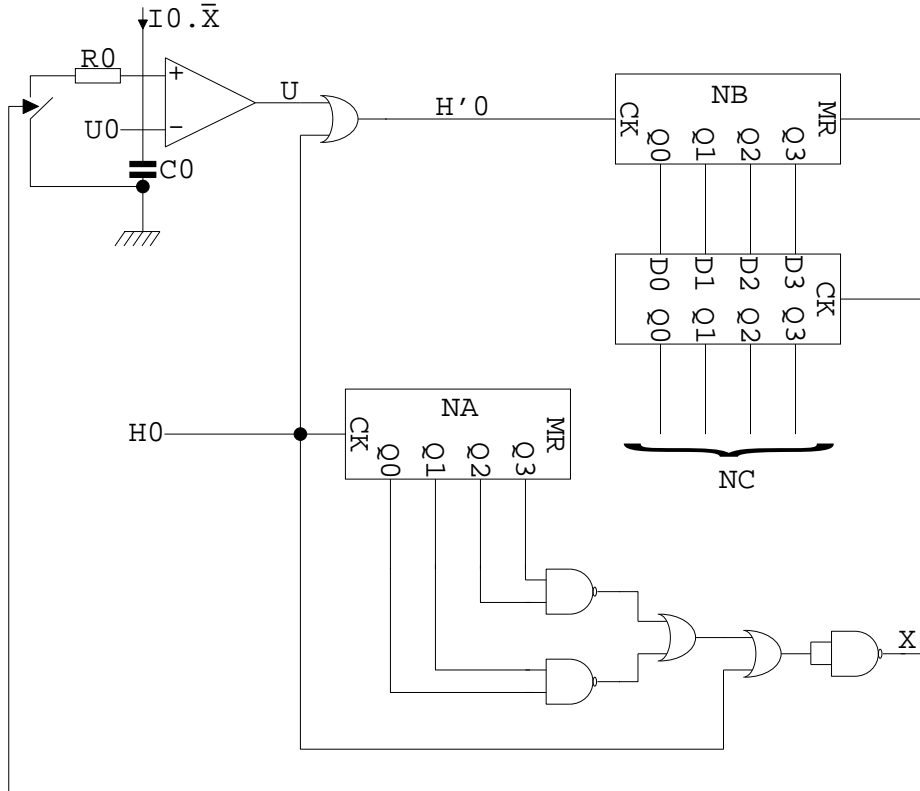 I0.X̅
R0
+
U
U0
−
C0
H'0
NB
CK
MR
Q0 Q1 Q2 Q3
D0 D1 D2 D3
CK
Q0 Q1 Q2 Q3
NC
H0
NA
CK
MR
Q0 Q1 Q2 Q3
X